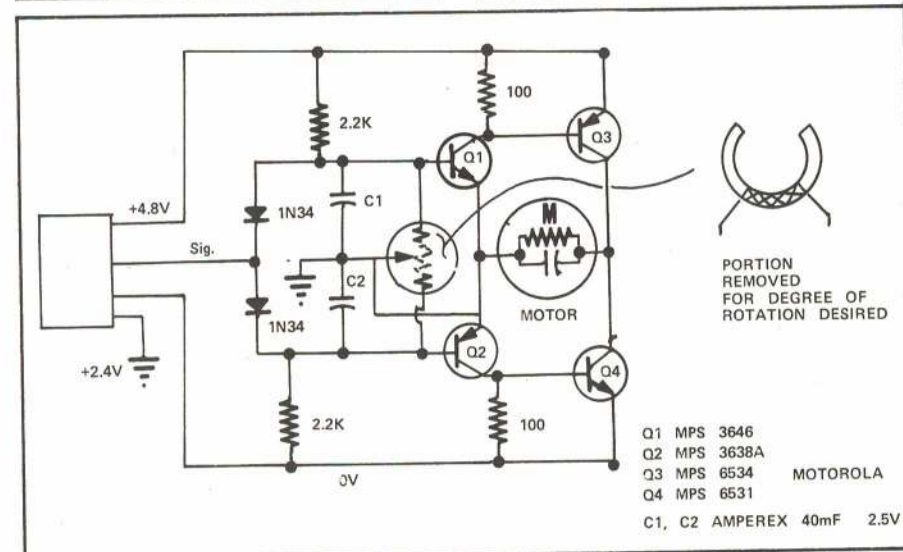 100
2.2K
Q3
Q1
+4.8V
1N34
C1
M
Sig.
C2
PORTION
REMOVED
FOR DEGREE OF
ROTATION DESIRED
1N34
MOTOR
+2.4V
Q2
Q4
2.2K
100
0V
Q1 MPS 3646
Q2 MPS 3638A
Q3 MPS 6534 MOTOROLA
Q4 MPS 6531
C1, C2 AMPEREX 40mF 2.5V